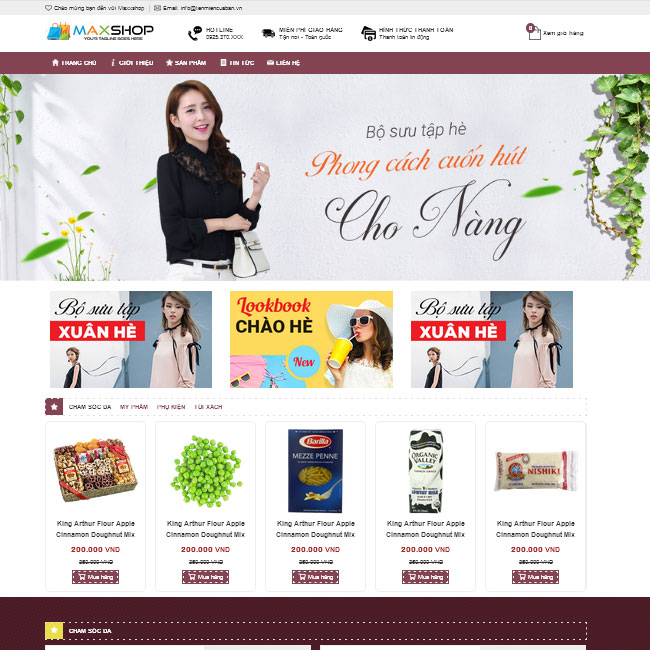 Chào mừng bạn đến với Maxsshop | Email: info@tenmiencuaban.vn
MAXSHOP
YOUR TAGLINE GOES HERE
HOTLINE
0925.370.XXX
MIỄN PHÍ GIAO HÀNG
Tận nơi - Toàn quốc
HÌNH THỨC THANH TOÁN
Thanh toán tự động
0
Xem giỏ hàng
TRANG CHỦ
GIỚI THIỆU
SẢN PHẨM
TIN TỨC
LIÊN HỆ
Bộ sưu tập hè
Phong cách cuốn hút
Cho Nàng
Bộ sưu tập
XUÂN HÈ
Lookbook
CHÀO HÈ
New
Bộ sưu tập
XUÂN HÈ
CHĂM SÓC DA
MỸ PHẨM
PHỤ KIỆN
TÚI XÁCH
Barilla
MEZZE PENNE
ORGANIC
VALLEY
NISHIKI
King Arthur Flour Apple
Cinnamon Doughnut Mix
200.000 VND
250.000 VND
Mua hàng
King Arthur Flour Apple
Cinnamon Doughnut Mix
200.000 VND
250.000 VND
Mua hàng
King Arthur Flour Apple
Cinnamon Doughnut Mix
200.000 VND
250.000 VND
Mua hàng
King Arthur Flour Apple
Cinnamon Doughnut Mix
200.000 VND
250.000 VND
Mua hàng
King Arthur Flour Apple
Cinnamon Doughnut Mix
200.000 VND
250.000 VND
Mua hàng
CHĂM SÓC DA